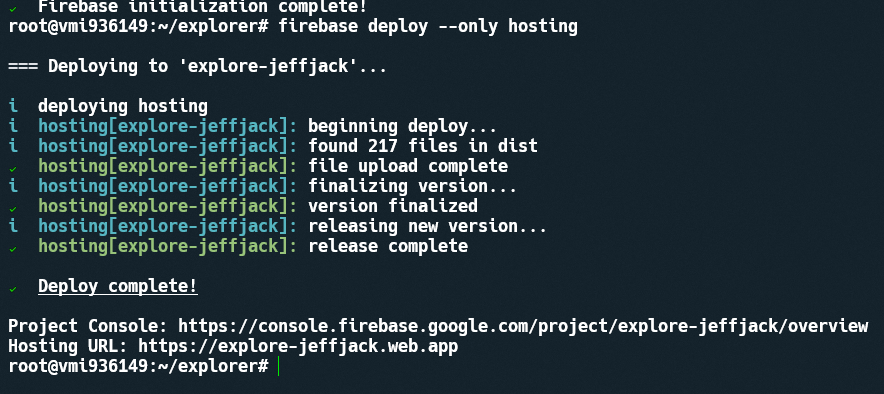 ✓ Firebase initialization complete!
root@vmi936149:~/explorer# firebase deploy --only hosting
=== Deploying to 'explore-jeffjack'...
i deploying hosting
i hosting[explore-jeffjack]: beginning deploy...
i hosting[explore-jeffjack]: found 217 files in dist
✓ hosting[explore-jeffjack]: file upload complete
i hosting[explore-jeffjack]: finalizing version...
✓ hosting[explore-jeffjack]: version finalized
i hosting[explore-jeffjack]: releasing new version...
✓ hosting[explore-jeffjack]: release complete
✓ Deploy complete!
Project Console: https://console.firebase.google.com/project/explore-jeffjack/overview
Hosting URL: https://explore-jeffjack.web.app
root@vmi936149:~/explorer#